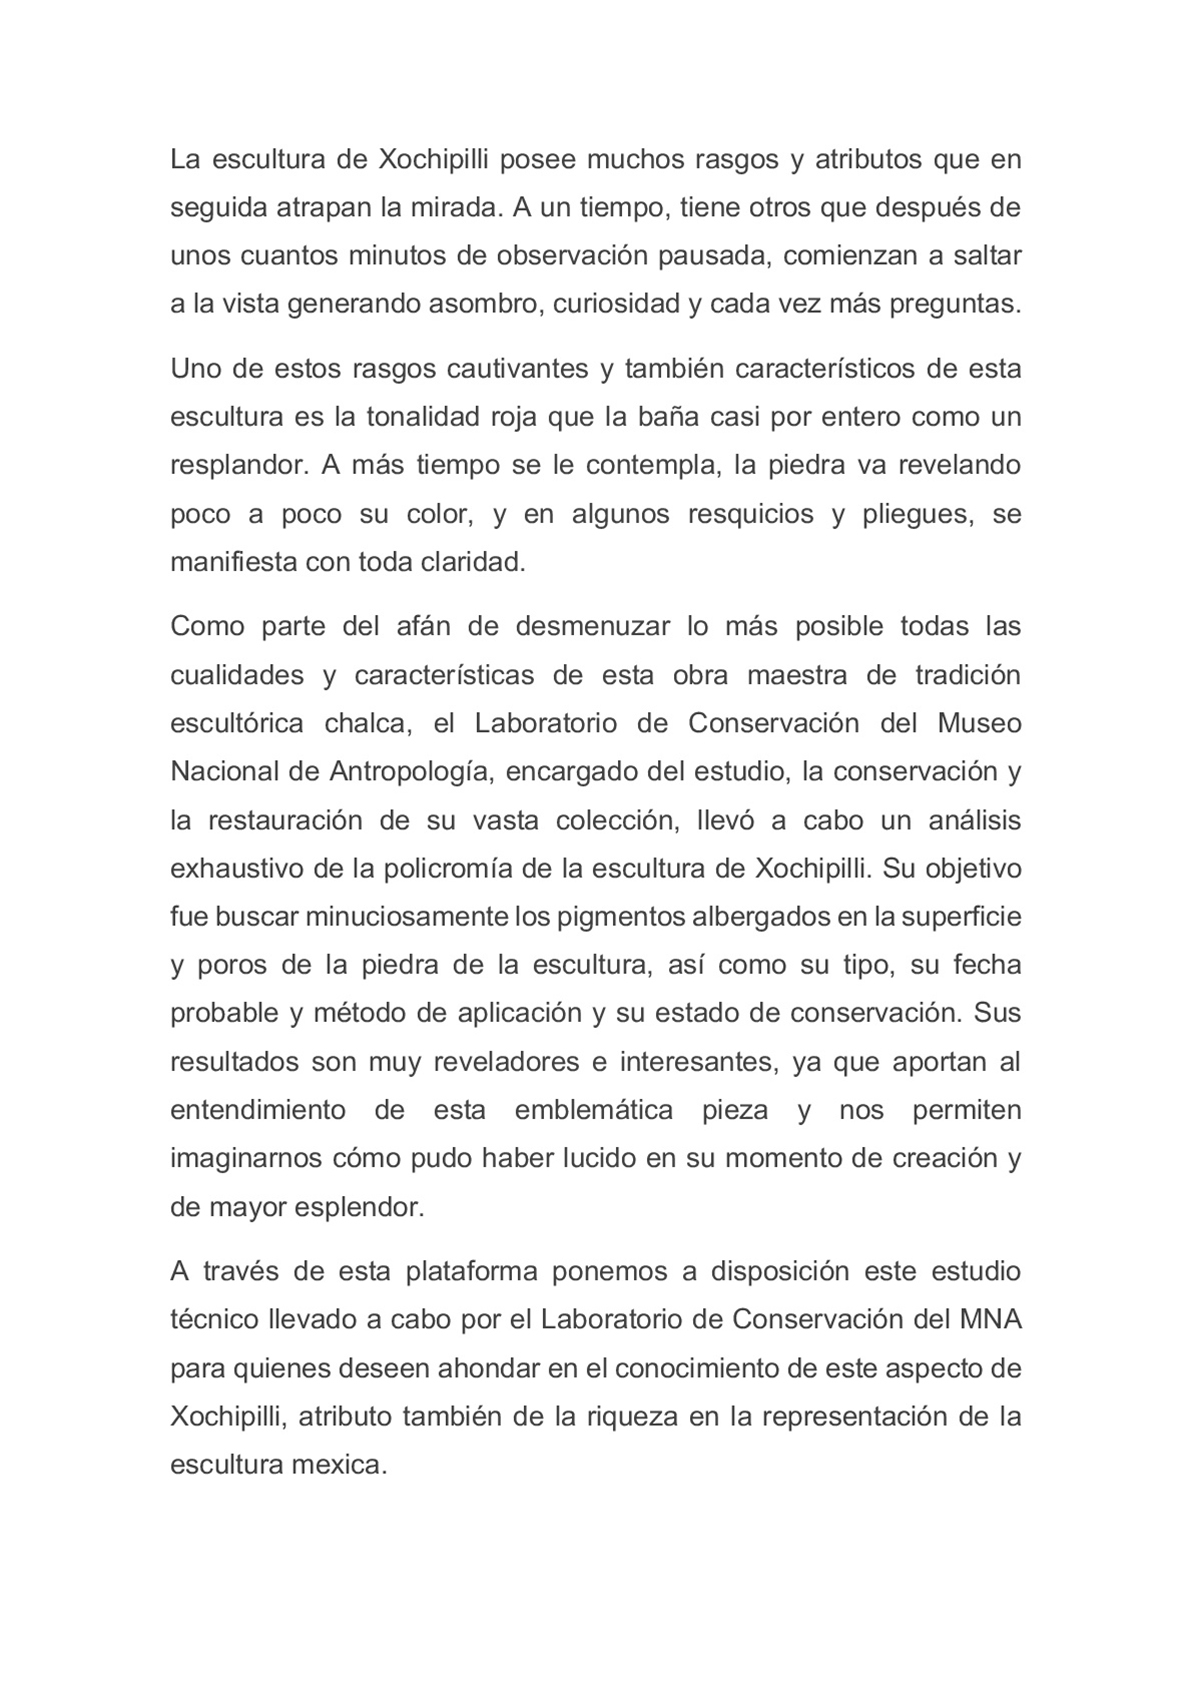 La escultura de Xochipilli posee muchos rasgos y atributos que en
seguida atrapan la mirada. A un tiempo, tiene otros que después de
unos cuantos minutos de observación pausada, comienzan a saltar
a la vista generando asombro, curiosidad y cada vez más preguntas.
Uno de estos rasgos cautivantes y también característicos de esta
escultura es la tonalidad roja que la baña casi por entero como un
resplandor. A más tiempo se le contempla, la piedra va revelando
poco a poco su color, y en algunos resquicios y pliegues, se
manifiesta con toda claridad.
Como parte del afán de desmenuzar lo más posible todas las
cualidades y características de esta obra maestra de tradición
escultórica chalca, el Laboratorio de Conservación del Museo
Nacional de Antropología, encargado del estudio, la conservación y
la restauración de su vasta colección, llevó a cabo un análisis
exhaustivo de la policromía de la escultura de Xochipilli. Su objetivo
fue buscar minuciosamente los pigmentos albergados en la superficie
y poros de la piedra de la escultura, así como su tipo, su fecha
probable y método de aplicación y su estado de conservación. Sus
resultados son muy reveladores e interesantes, ya que aportan al
entendimiento de esta emblemática pieza y nos permiten
imaginarnos cómo pudo haber lucido en su momento de creación y
de mayor esplendor.
A través de esta plataforma ponemos a disposición este estudio
técnico llevado a cabo por el Laboratorio de Conservación del MNA
para quienes deseen ahondar en el conocimiento de este aspecto de
Xochipilli, atributo también de la riqueza en la representación de la
escultura mexica.